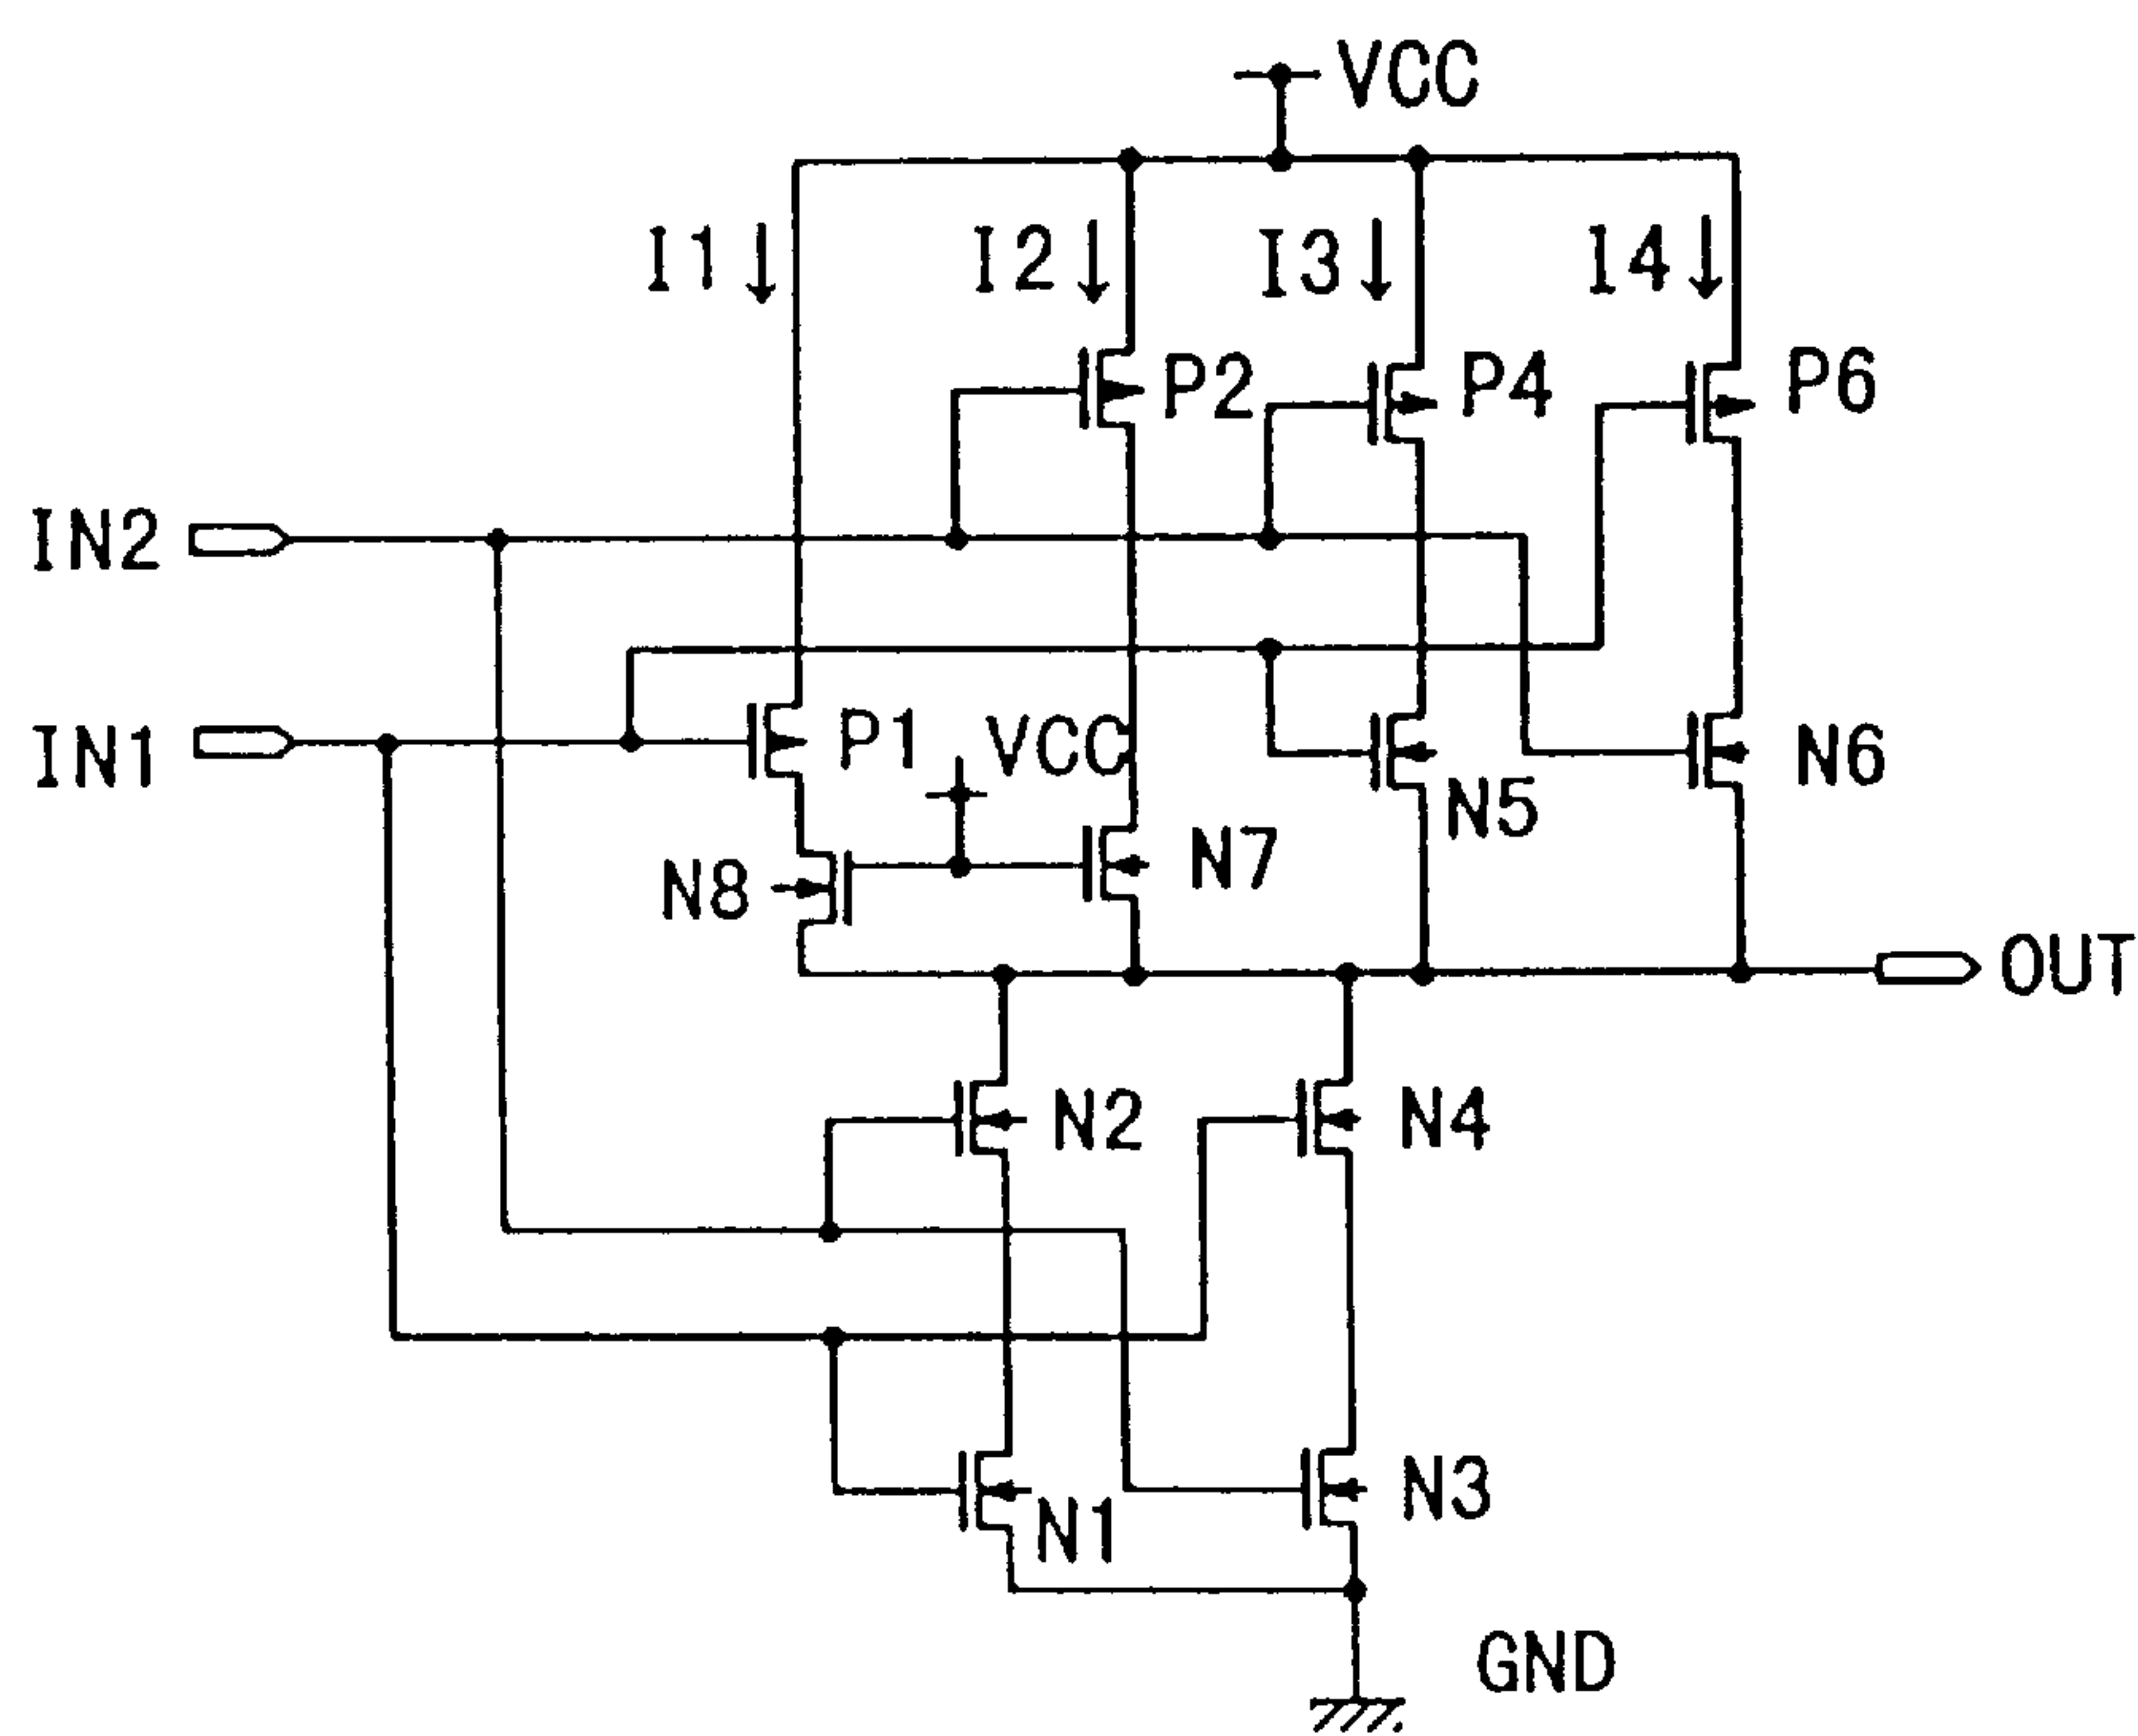 VCC
I1
I2
I3
I4
P2
P4
P6
IN2
IN1
P1
VCC
N6
N5
N8
N7
OUT
N2
N4
N1
N3
GND